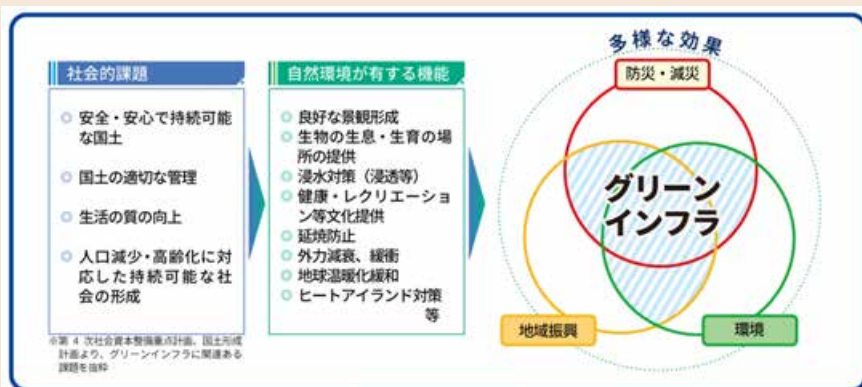 社会的課題
安全・安心で持続可能
な国土
国土の適切な管理
生活の質の向上
人口減少・高齢化に対
応した持続可能な社
会の形成
※第 4 次社会資本整備重点計画、国土形成
計画より、グリーンインフラに関連ある
課題を抜粋
自然環境が有する機能
良好な景観形成
生物の生息・生育の場
所の提供
浸水対策（浸透等）
健康・レクリエーショ
ン等文化提供
延焼防止
外力減衰、緩衝
地球温暖化緩和
ヒートアイランド対策
等
多様な効果
防災・減災
グリーン
インフラ
地域振興
環境